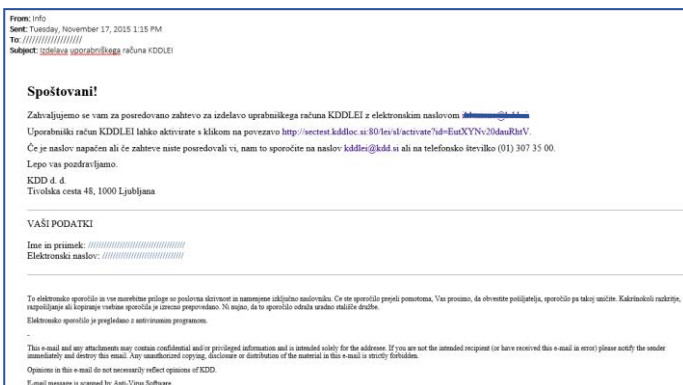 From: Info
Sent: Tuesday, November 17, 2015 1:15 PM
To: ///////////////////
Subject: Izdelava uporabniškega računa KDDLEI
Spoštovani!
Zahvaljujemo se vam za posredovano zahtevo za izdelavo uprabniškega računa KDDLEI z elektronskim naslovom
Uporabniški račun KDDLEI lahko aktivirate s klikom na povezavo http://sectest.kddloc.si:80/lei/sl/activate?id=EutXYNv20dauRhtV.
Če je naslov napačen ali če zahteve niste posredovali vi, nam to sporočite na naslov kddlei@kdd.si ali na telefonsko številko (01) 307 35 00.
Lepo vas pozdravljamo.
KDD d. d.
Tivolska cesta 48, 1000 Ljubljana
VAŠI PODATKI
Ime in priimek: ///////////////////////////////////
Elektronski naslov: //////////////////////////////
To elektronsko sporočilo in vse morebitne priloge so poslovna skrivnost in namenjene izključno naslovniku. Če ste sporočilo prejeli pomotoma, Vas prosimo, da obvestite pošiljatelja, sporočilo pa takoj uničite. Kakršnokoli razkritje,
razpošiljanje ali kopiranje vsebine sporočila je izrecno prepovedano. Ni nujno, da to sporočilo odraža uradno stališče družbe.
Elektronsko sporočilo je pregledano z antivirusnim programom.
-
This e-mail and any attachments may contain confidential and/or privileged information and is intended solely for the addressee. If you are not the intended recipient (or have received this e-mail in error) please notify the sender
immediately and destroy this email. Any unauthorized copying, disclosure or distribution of the material in this e-mail is strictly forbidden.
Opinions in this e-mail do not necessarily reflect opinions of KDD.
E-mail message is scanned by Anti-Virus Software.